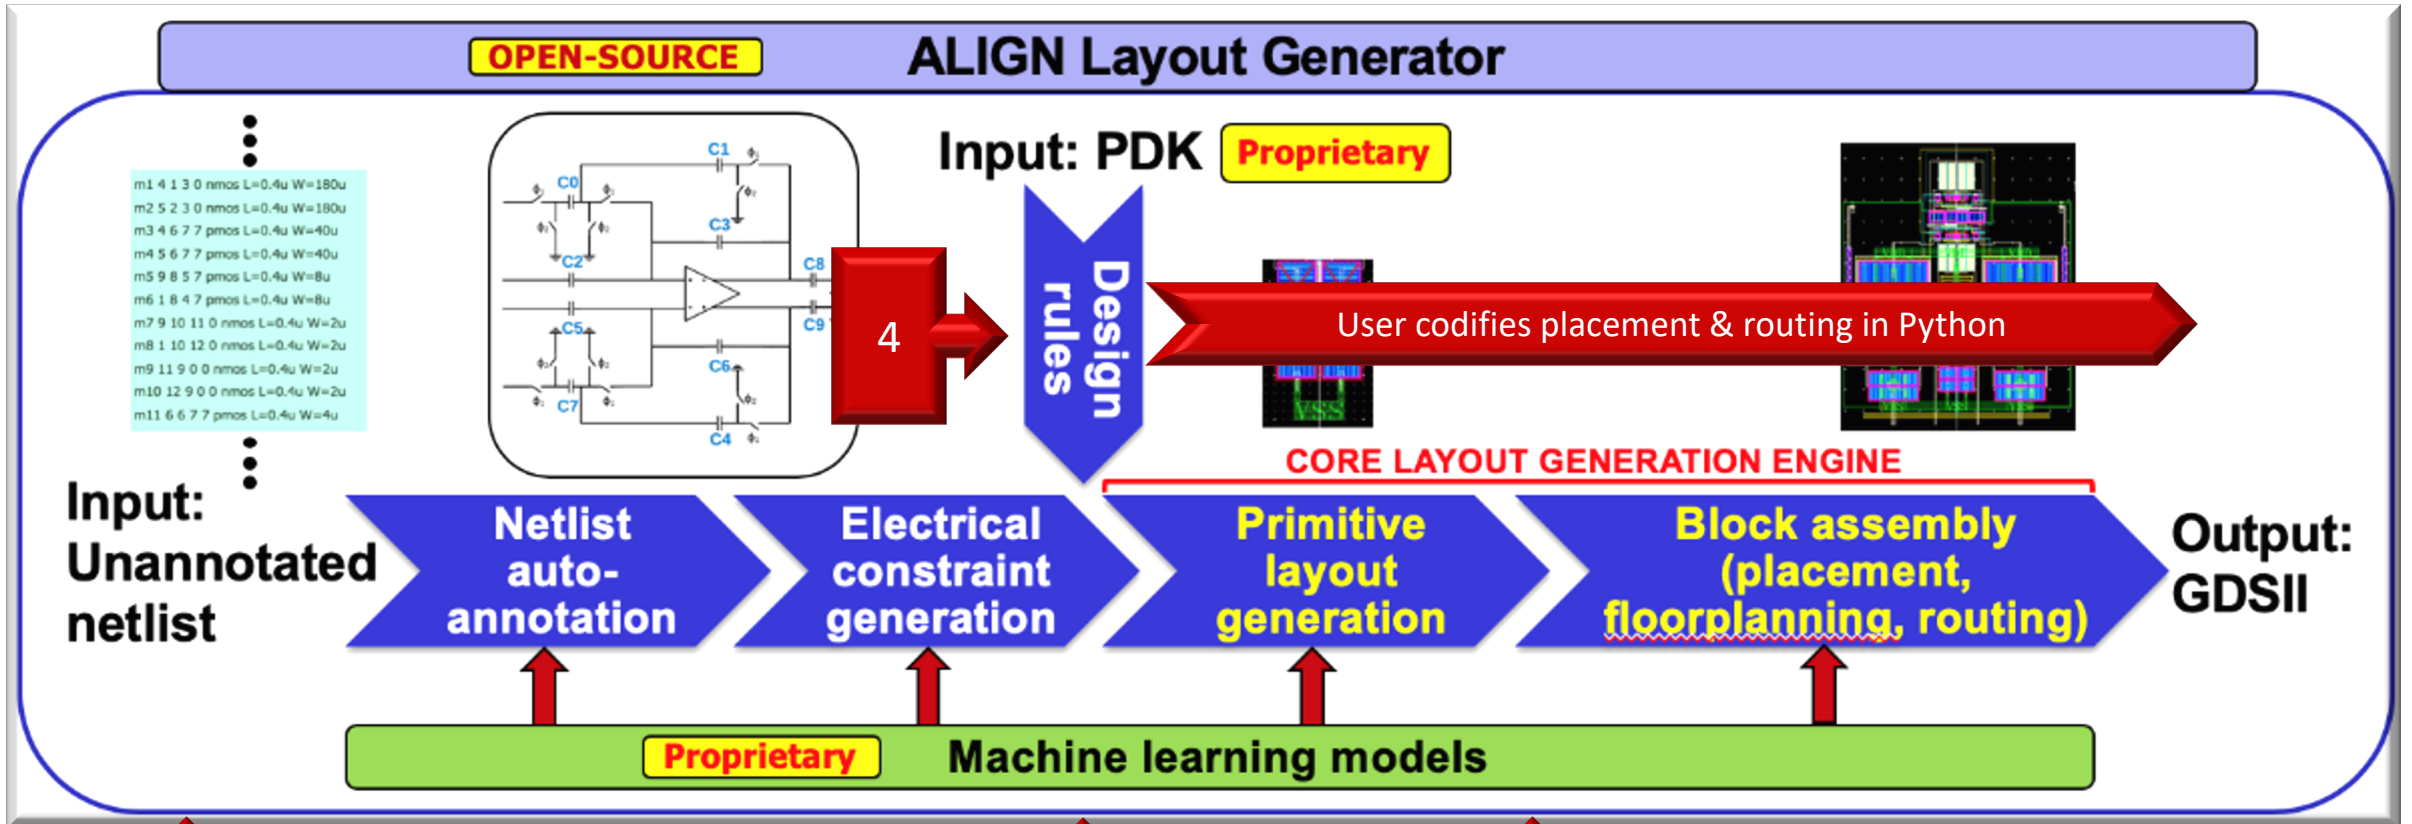 OPEN-SOURCE
ALIGN Layout Generator
Input: PDK
Proprietary
m1 4 1 3 0 nmos L=0.4u W=180u
m2 5 2 3 0 nmos L=0.4u W=180u
m3 4 6 7 7 pmos L=0.4u W=40u
m4 5 6 7 7 pmos L=0.4u W=40u
m5 9 8 5 7 pmos L=0.4u W=8u
m6 1 8 4 7 pmos L=0.4u W=8u
m7 9 10 11 0 nmos L=0.4u W=2u
m8 1 10 12 0 nmos L=0.4u W=2u
m9 11 9 0 0 nmos L=0.4u W=2u
m10 12 9 0 0 nmos L=0.4u W=2u
m11 6 6 7 7 pmos L=0.4u W=4u
C1
C0
C3
C2
C8
C5
C9
C6
C7
C4
4
Design
rules
User codifies placement & routing in Python
VSS
CORE LAYOUT GENERATION ENGINE
Input:
Unannotated
netlist
Netlist
auto-
annotation
Electrical
constraint
generation
Primitive
layout
generation
Block assembly
(placement,
floorplanning, routing)
Output:
GDSII
Proprietary
Machine learning models